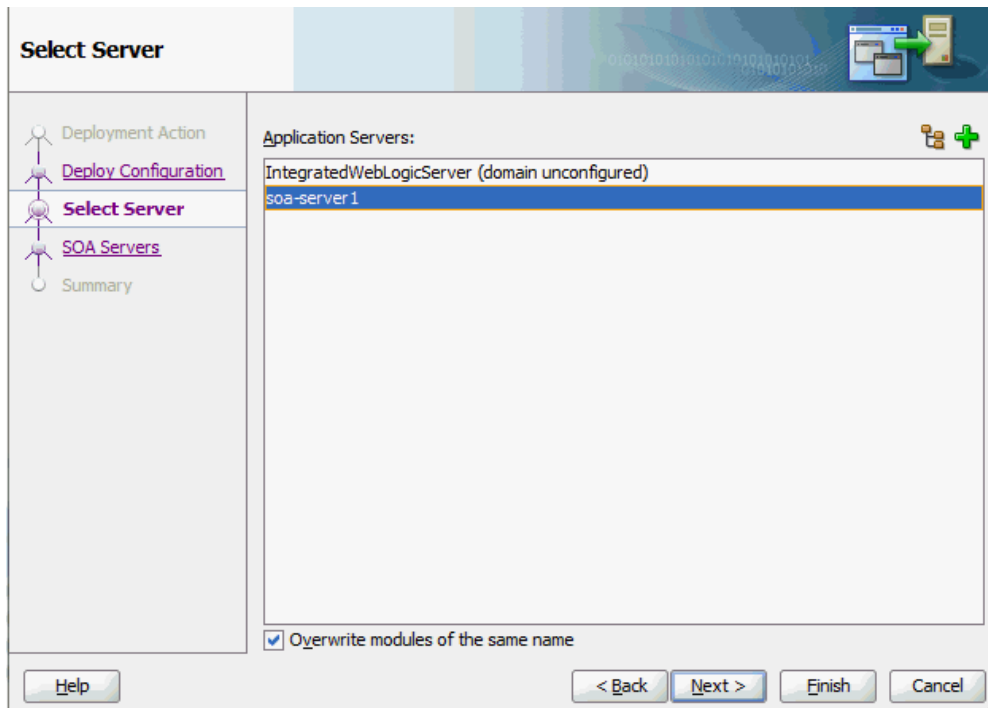 Select Server
Deployment Action
Deploy Configuration
Select Server
SOA Servers
Summary
Application Servers:
IntegratedWebLogicServer (domain unconfigured)
soa-server1
Overwrite modules of the same name
Help
< Back
Next >
Finish
Cancel